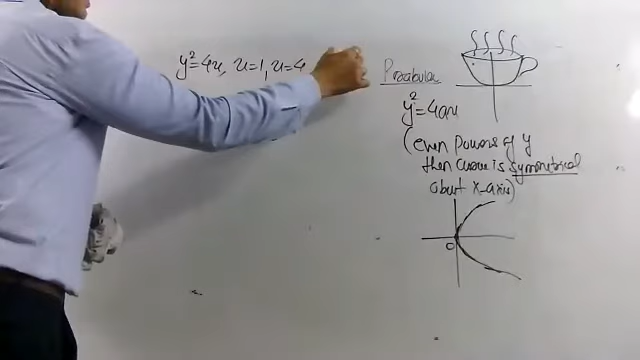 y²=4x, x=1, x=4
Parabola
y²=4ax
(even powers of y
then curve is symmetrical
about x-axis)
O